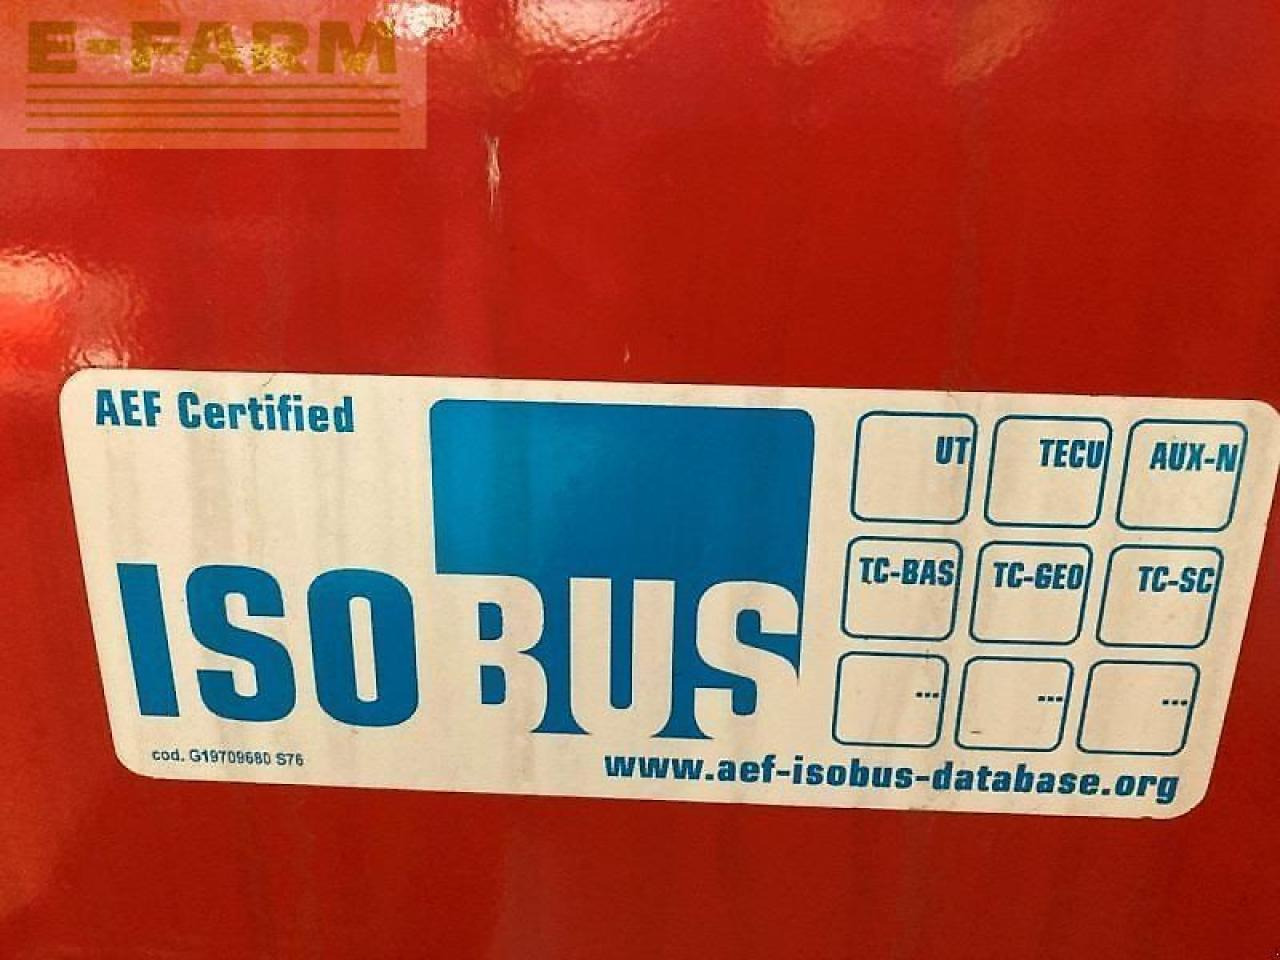 E-FARM
AEF Certified
ISOBUS
UT TECU AUX-N
TC-BAS TC-GEO TC-SC
... ... ...
cod. G19709680 S76
www.aef-isobus-database.org